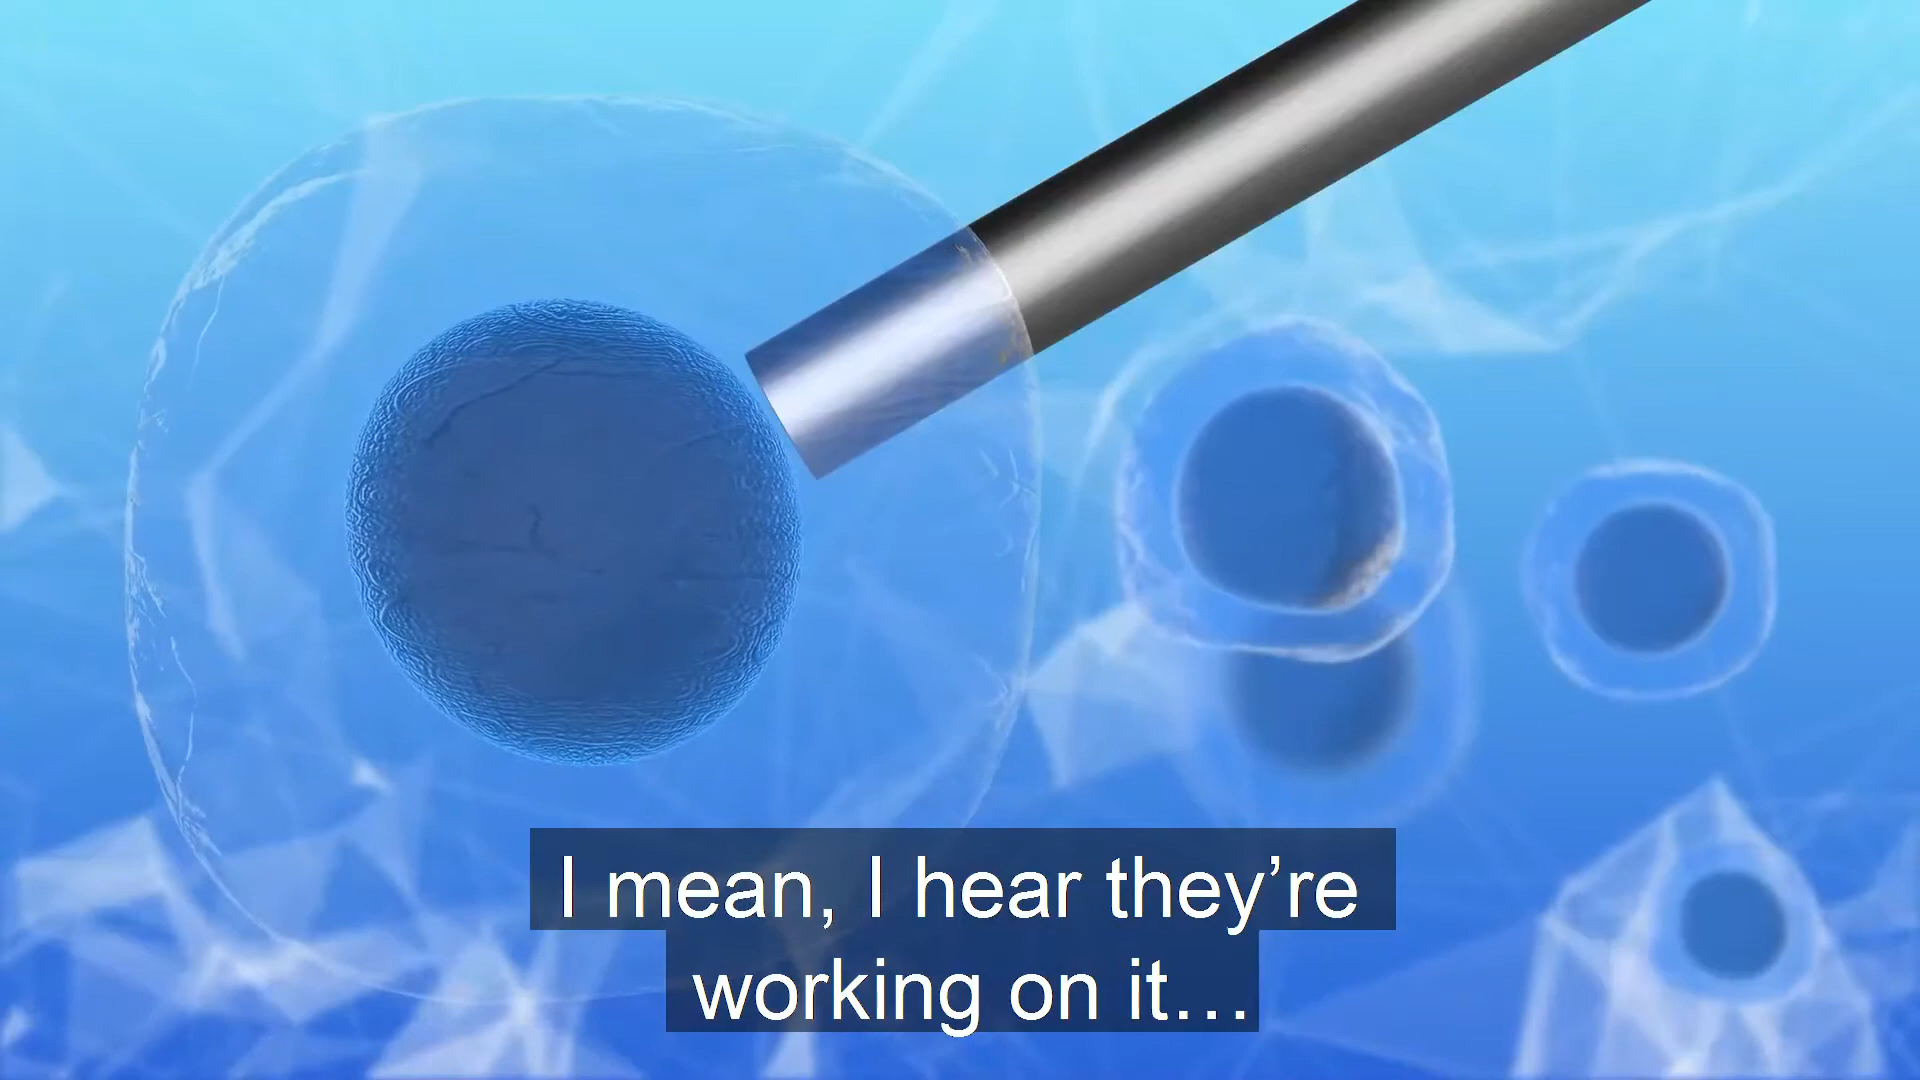 I mean, I hear they’re
working on it…